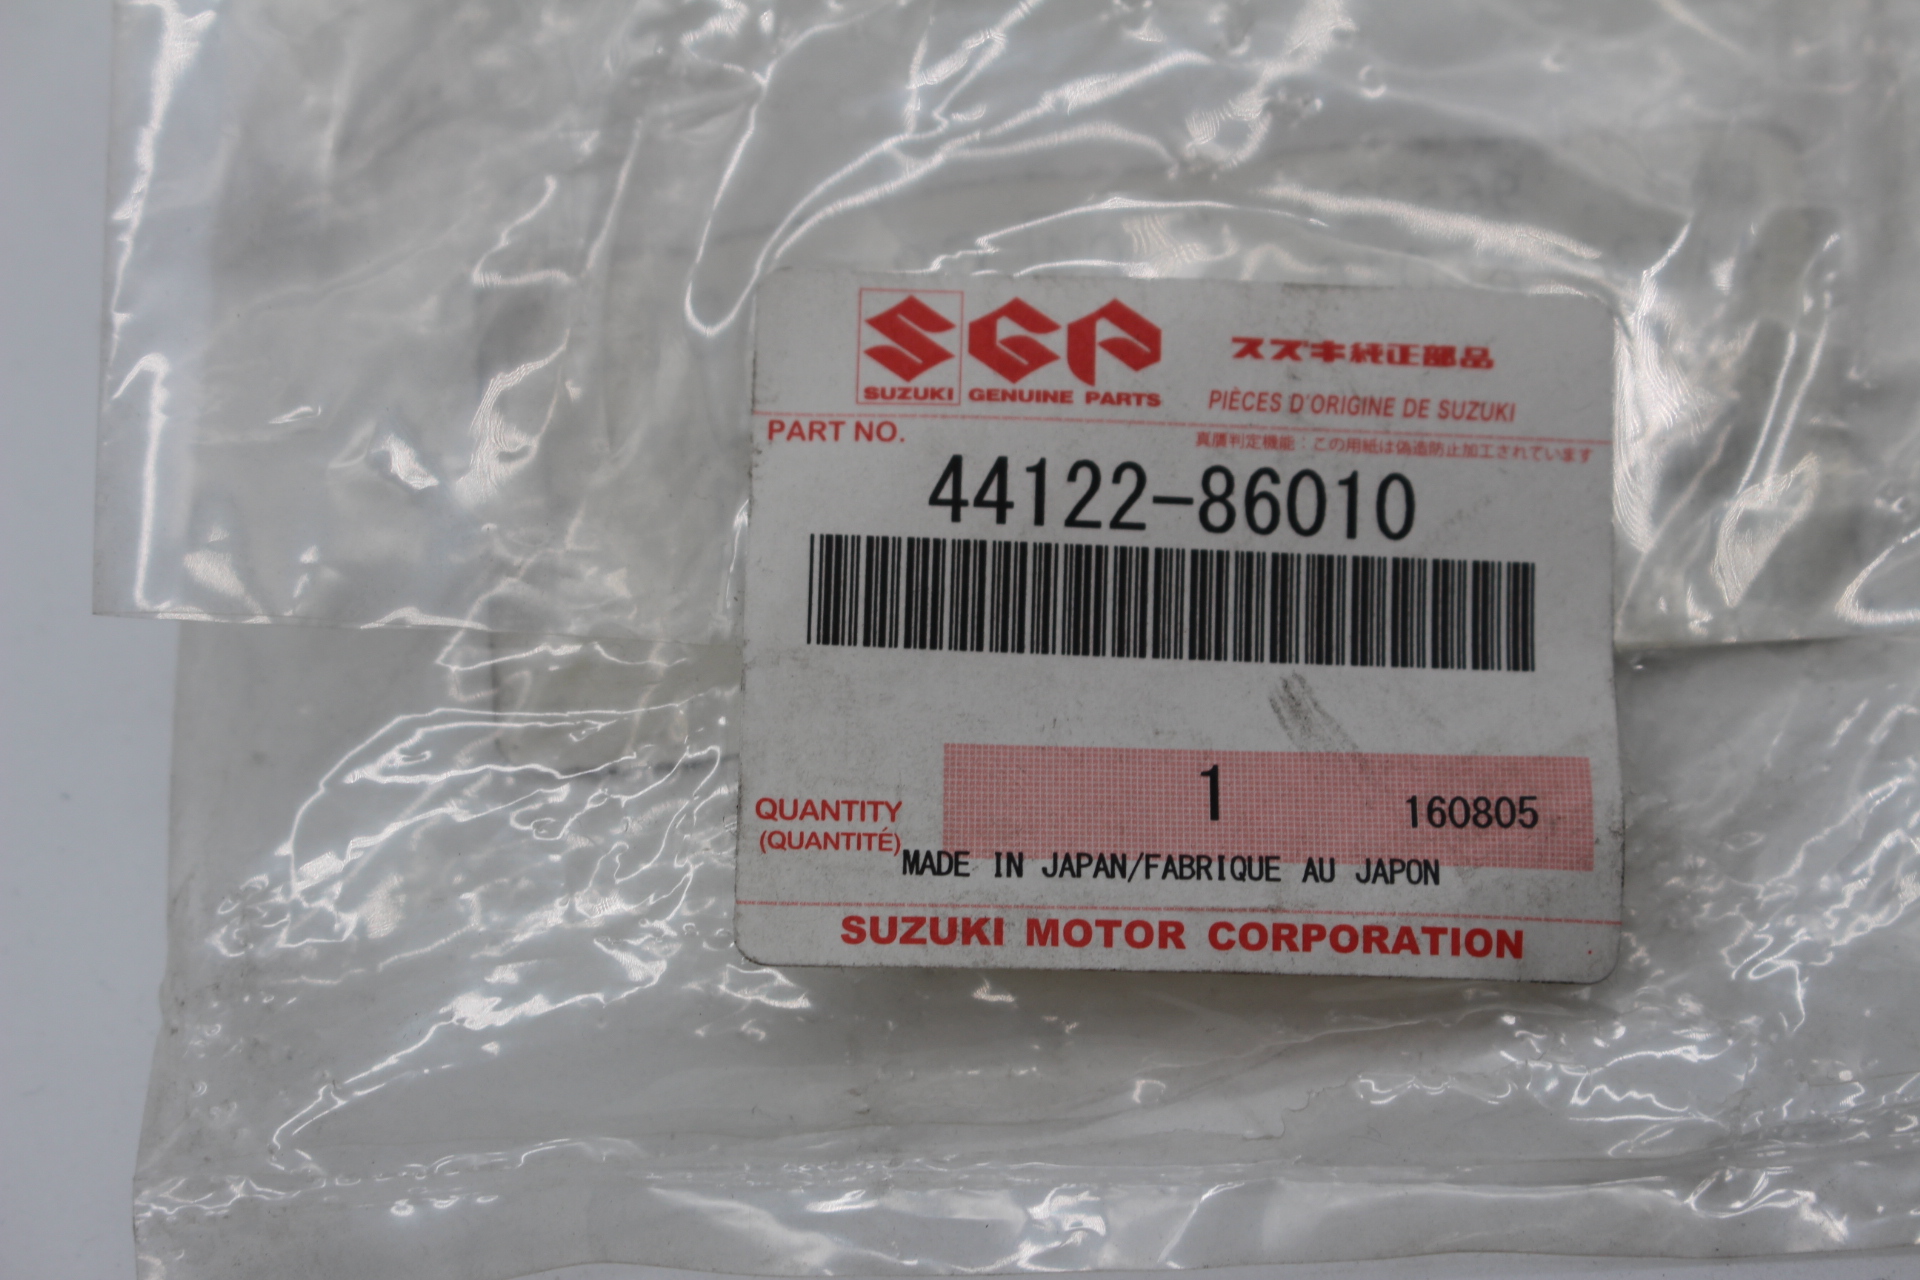 SGP
スズキ純正部品
SUZUKI GENUINE PARTS
PIÈCES D'ORIGINE DE SUZUKI
PART NO.
真贋判定機能：この用紙は偽造防止加工されています
44122-86010
1
160805
QUANTITY
(QUANTITÉ)
MADE IN JAPAN/FABRIQUE AU JAPON
SUZUKI MOTOR CORPORATION